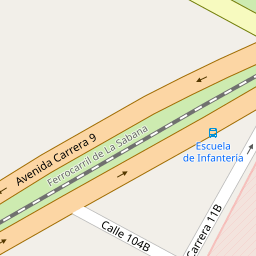 Avenida Carrera 9
Ferrocarril de La Sabana
Escuela
de Infantería
Calle 104B
Carrera 11B